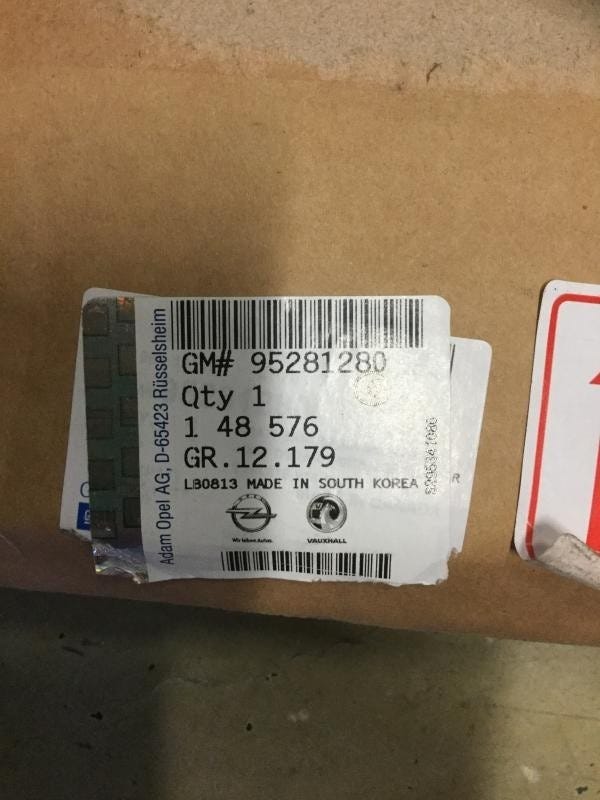 GM# 95281280
Qty 1
1 48 576
GR.12.179
LB0813 MADE IN SOUTH KOREA
Wir leben Autos.
VAUXHALL
Adam Opel AG, D-65423 Rüsselsheim
R